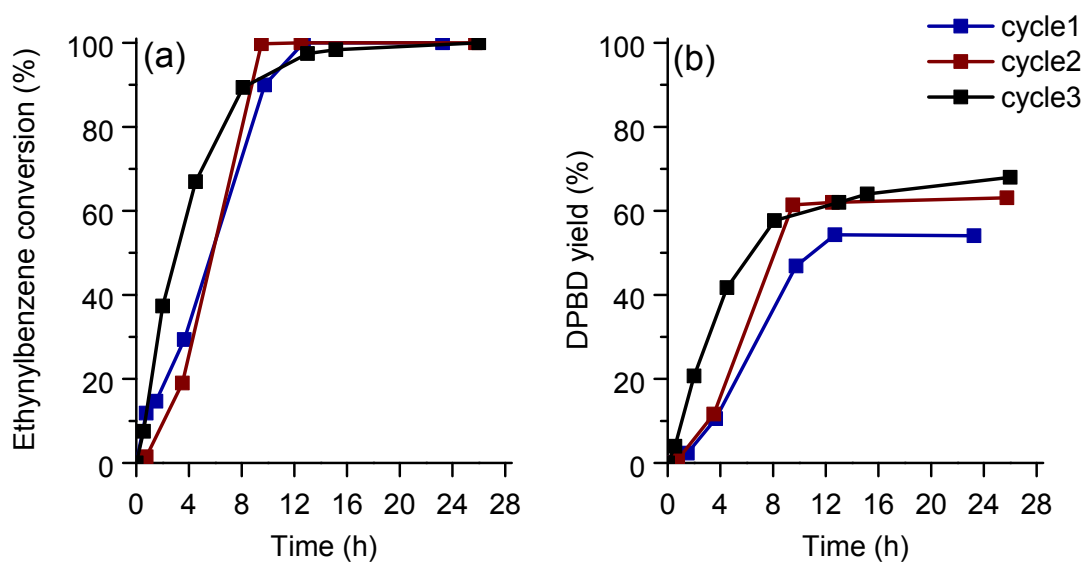 cycle1
cycle2
cycle3
(a)
Ethynylbenzene conversion (%)
100
80
60
40
20
0
0 4 8 12 16 20 24 28
Time (h)
(b)
DPBD yield (%)
100
80
60
40
20
0
0 4 8 12 16 20 24 28
Time (h)